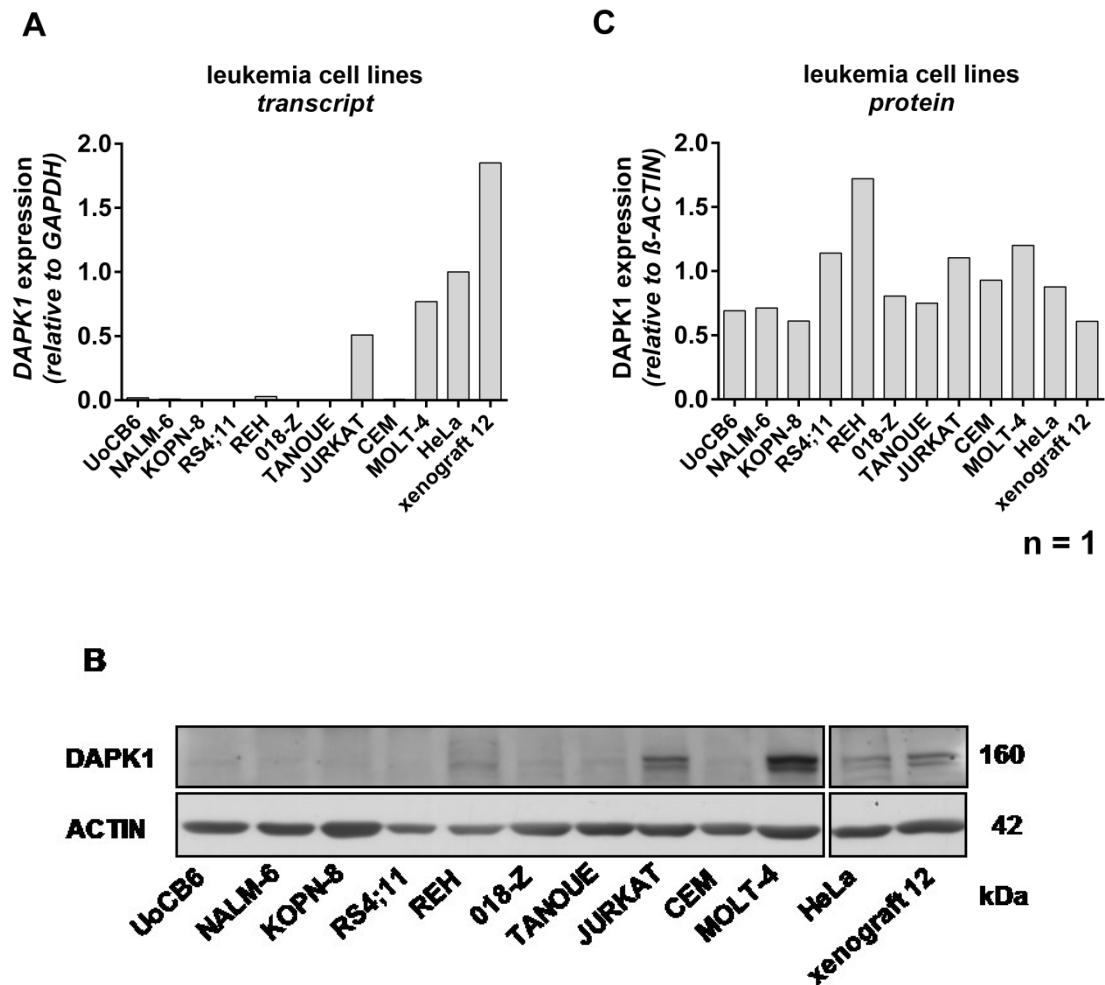 A
leukemia cell lines
transcript
DAPK1 expression
(relative to GAPDH)
2.0
1.5
1.0
0.5
0.0
UoCB6
NALM-6
KOPN-8
RS4;11
REH
018-Z
TANOUE
JURKAT
CEM
MOLT-4
HeLa
xenograft 12
C
leukemia cell lines
protein
DAPK1 expression
(relative to ß-ACTIN)
2.0
1.5
1.0
0.5
0.0
UoCB6
NALM-6
KOPN-8
RS4;11
REH
018-Z
TANOUE
JURKAT
CEM
MOLT-4
HeLa
xenograft 12
n = 1
B
DAPK1
160
ACTIN
42
UoCB6
NALM-6
KOPN-8
RS4;11
REH
018-Z
TANOUE
JURKAT
CEM
MOLT-4
HeLa
xenograft 12
kDa